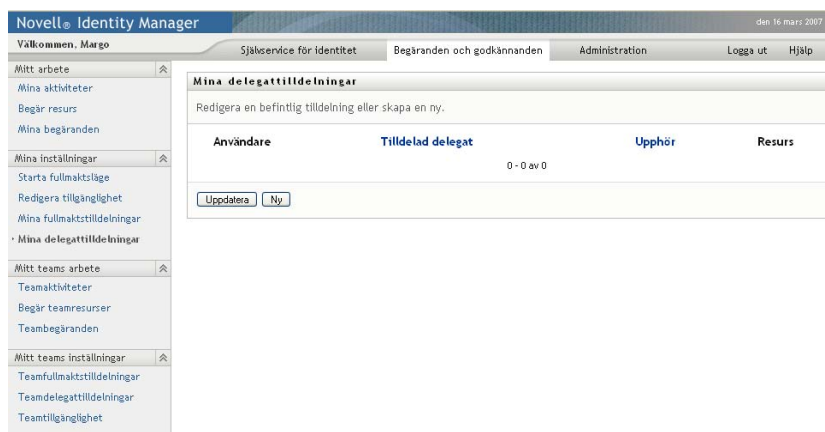 Novell® Identity Manager
den 16 mars 2007
Välkommen, Margo
Självservice för identitet
Begäranden och godkännanden
Administration
Logga ut
Hjälp
Mitt arbete
Mina aktiviteter
Begär resurs
Mina begäranden
Mina inställningar
Starta fullmaktsläge
Redigera tillgänglighet
Mina fullmaktstilldelningar
Mina delegattilldelningar
Mitt teams arbete
Teamaktiviteter
Begär teamresurser
Teambegäranden
Mitt teams inställningar
Teamfullmaktstilldelningar
Teamdelegattilldelningar
Teamtillgänglighet
Mina delegattilldelningar
Redigera en befintlig tilldelning eller skapa en ny.
Användare Tilldelad delegat Upphör Resurs
0 - 0 av 0
Uppdatera Ny